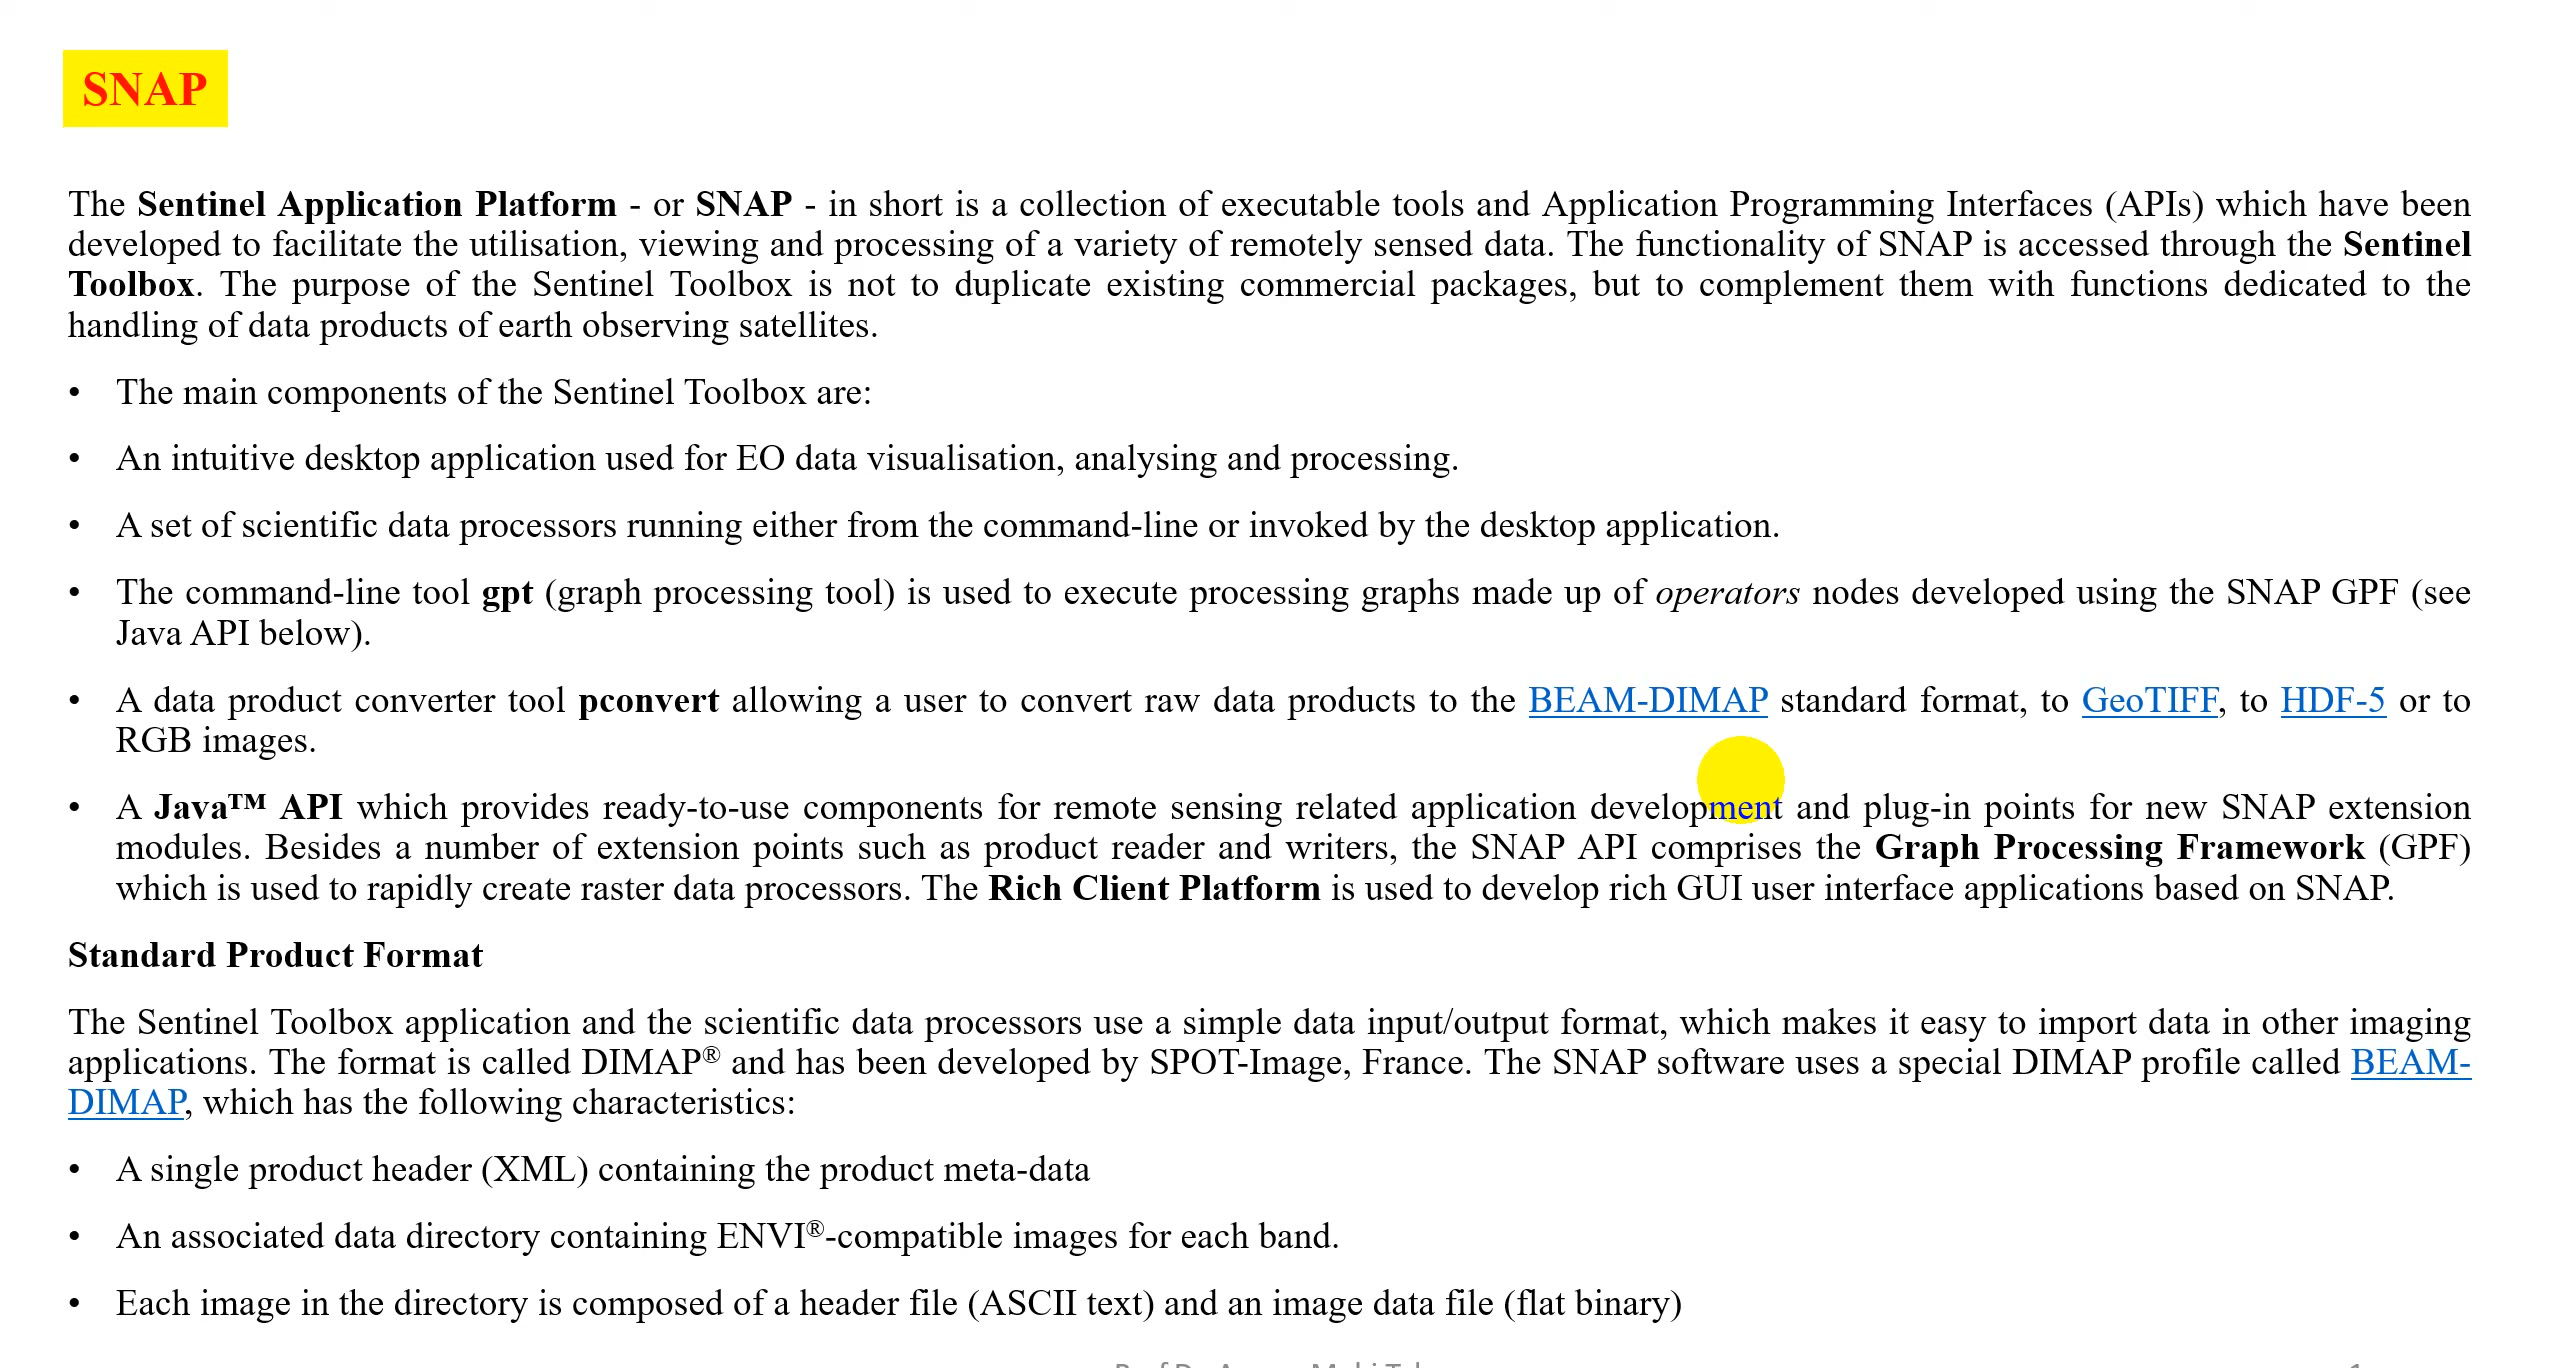 SNAP
The Sentinel Application Platform - or SNAP - in short is a collection of executable tools and Application Programming Interfaces (APIs) which have been
developed to facilitate the utilisation, viewing and processing of a variety of remotely sensed data. The functionality of SNAP is accessed through the Sentinel
Toolbox. The purpose of the Sentinel Toolbox is not to duplicate existing commercial packages, but to complement them with functions dedicated to the
handling of data products of earth observing satellites.
• The main components of the Sentinel Toolbox are:
• An intuitive desktop application used for EO data visualisation, analysing and processing.
• A set of scientific data processors running either from the command-line or invoked by the desktop application.
• The command-line tool gpt (graph processing tool) is used to execute processing graphs made up of operators nodes developed using the SNAP GPF (see
Java API below).
• A data product converter tool pconvert allowing a user to convert raw data products to the BEAM-DIMAP standard format, to GeoTIFF, to HDF-5 or to
RGB images.
• A Java™ API which provides ready-to-use components for remote sensing related application development and plug-in points for new SNAP extension
modules. Besides a number of extension points such as product reader and writers, the SNAP API comprises the Graph Processing Framework (GPF)
which is used to rapidly create raster data processors. The Rich Client Platform is used to develop rich GUI user interface applications based on SNAP.
Standard Product Format
The Sentinel Toolbox application and the scientific data processors use a simple data input/output format, which makes it easy to import data in other imaging
applications. The format is called DIMAP® and has been developed by SPOT-Image, France. The SNAP software uses a special DIMAP profile called BEAM-
DIMAP, which has the following characteristics:
• A single product header (XML) containing the product meta-data
• An associated data directory containing ENVI®-compatible images for each band.
• Each image in the directory is composed of a header file (ASCII text) and an image data file (flat binary)